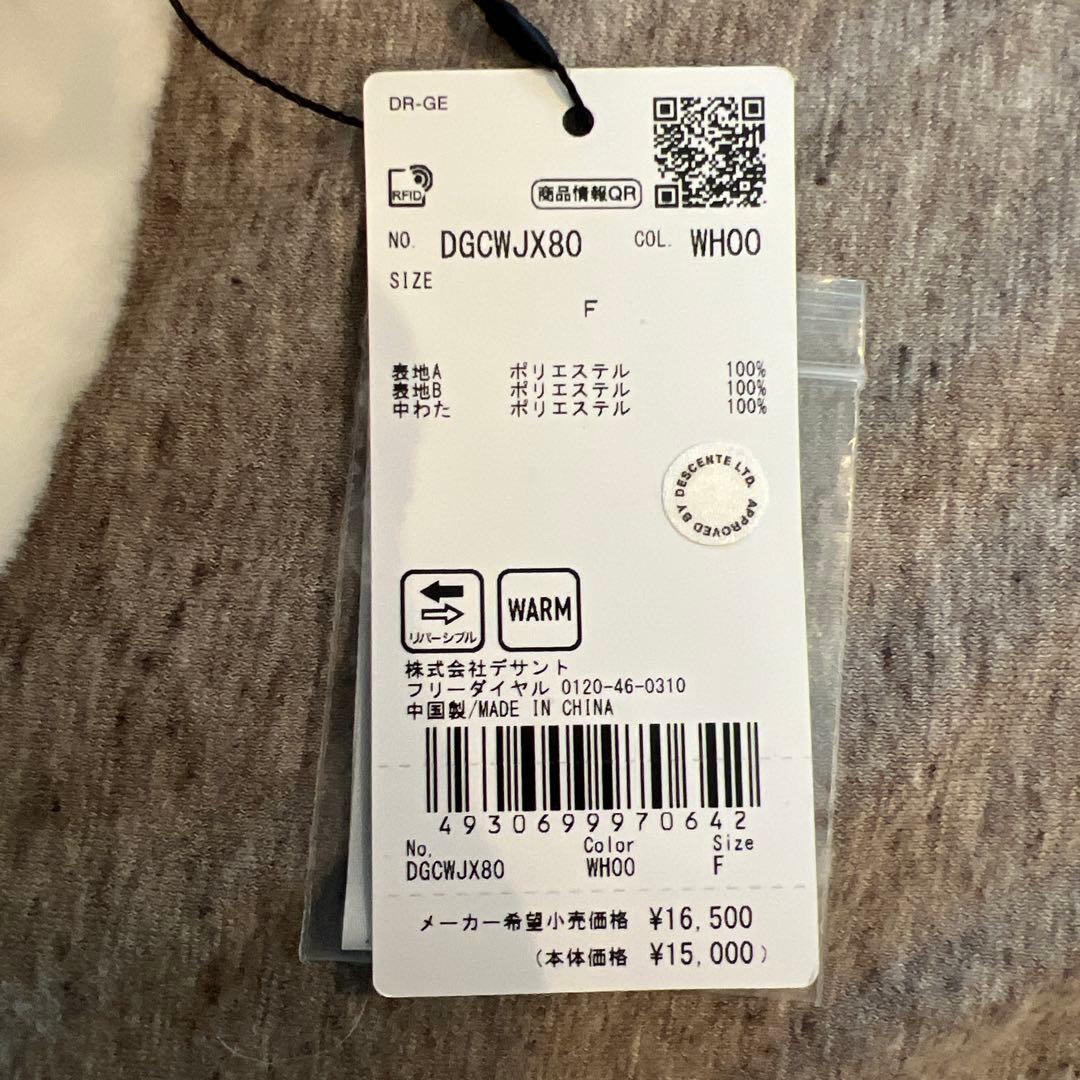 DR-GE
RFID
商品情報QR
NO. DGCWJX80 COL. WH00
SIZE
F
表地A ポリエステル 100%
表地B ポリエステル 100%
中わた ポリエステル 100%
APPROVED BY DESCENTE LTD.
リバーシブル
WARM
株式会社デサント
フリーダイヤル 0120-46-0310
中国製/MADE IN CHINA
4930699970642
No. Color Size
DGCWJX80 WH00 F
メーカー希望小売価格 ¥16,500
(本体価格 ¥15,000)